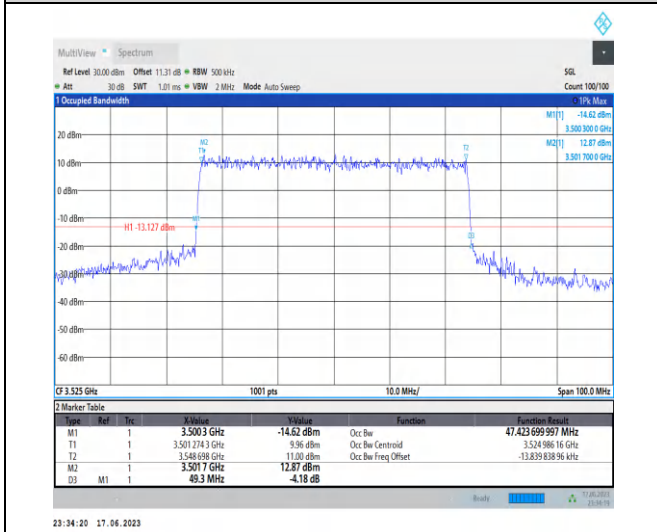 MultiView Spectrum
Ref Level 30.00 dBm Offset 11.31 dB RBW 500 kHz SGL
Att 30 dB SWT 1.01 ms VBW 2 MHz Mode Auto Sweep Count 100/100
1 Occupied Bandwidth 1Pk Max
M1[1] -14.62 dBm
3.500 300 0 GHz
M2[1] 12.87 dBm
3.501 700 0 GHz
20 dBm
M2
T1
T2
10 dBm
0 dBm
-10 dBm
M1
H1 -13.127 dBm
D3
-20 dBm
-30 dBm
-40 dBm
-50 dBm
-60 dBm
CF 3.525 GHz 1001 pts 10.0 MHz/ Span 100.0 MHz
2 Marker Table
Type Ref Trc X-Value Y-Value Function Function Result
M1 1 3.5003 GHz -14.62 dBm Occ Bw 47.423 699 997 MHz
T1 1 3.501 274 3 GHz 9.96 dBm Occ Bw Centroid 3.524 986 16 GHz
T2 1 3.548 698 GHz 11.00 dBm Occ Bw Freq Offset -13.839 838 96 kHz
M2 1 3.5017 GHz 12.87 dBm
D3 M1 1 49.3 MHz -4.18 dB
Ready 17.06.2023
23:34:19
23:34:20 17.06.2023